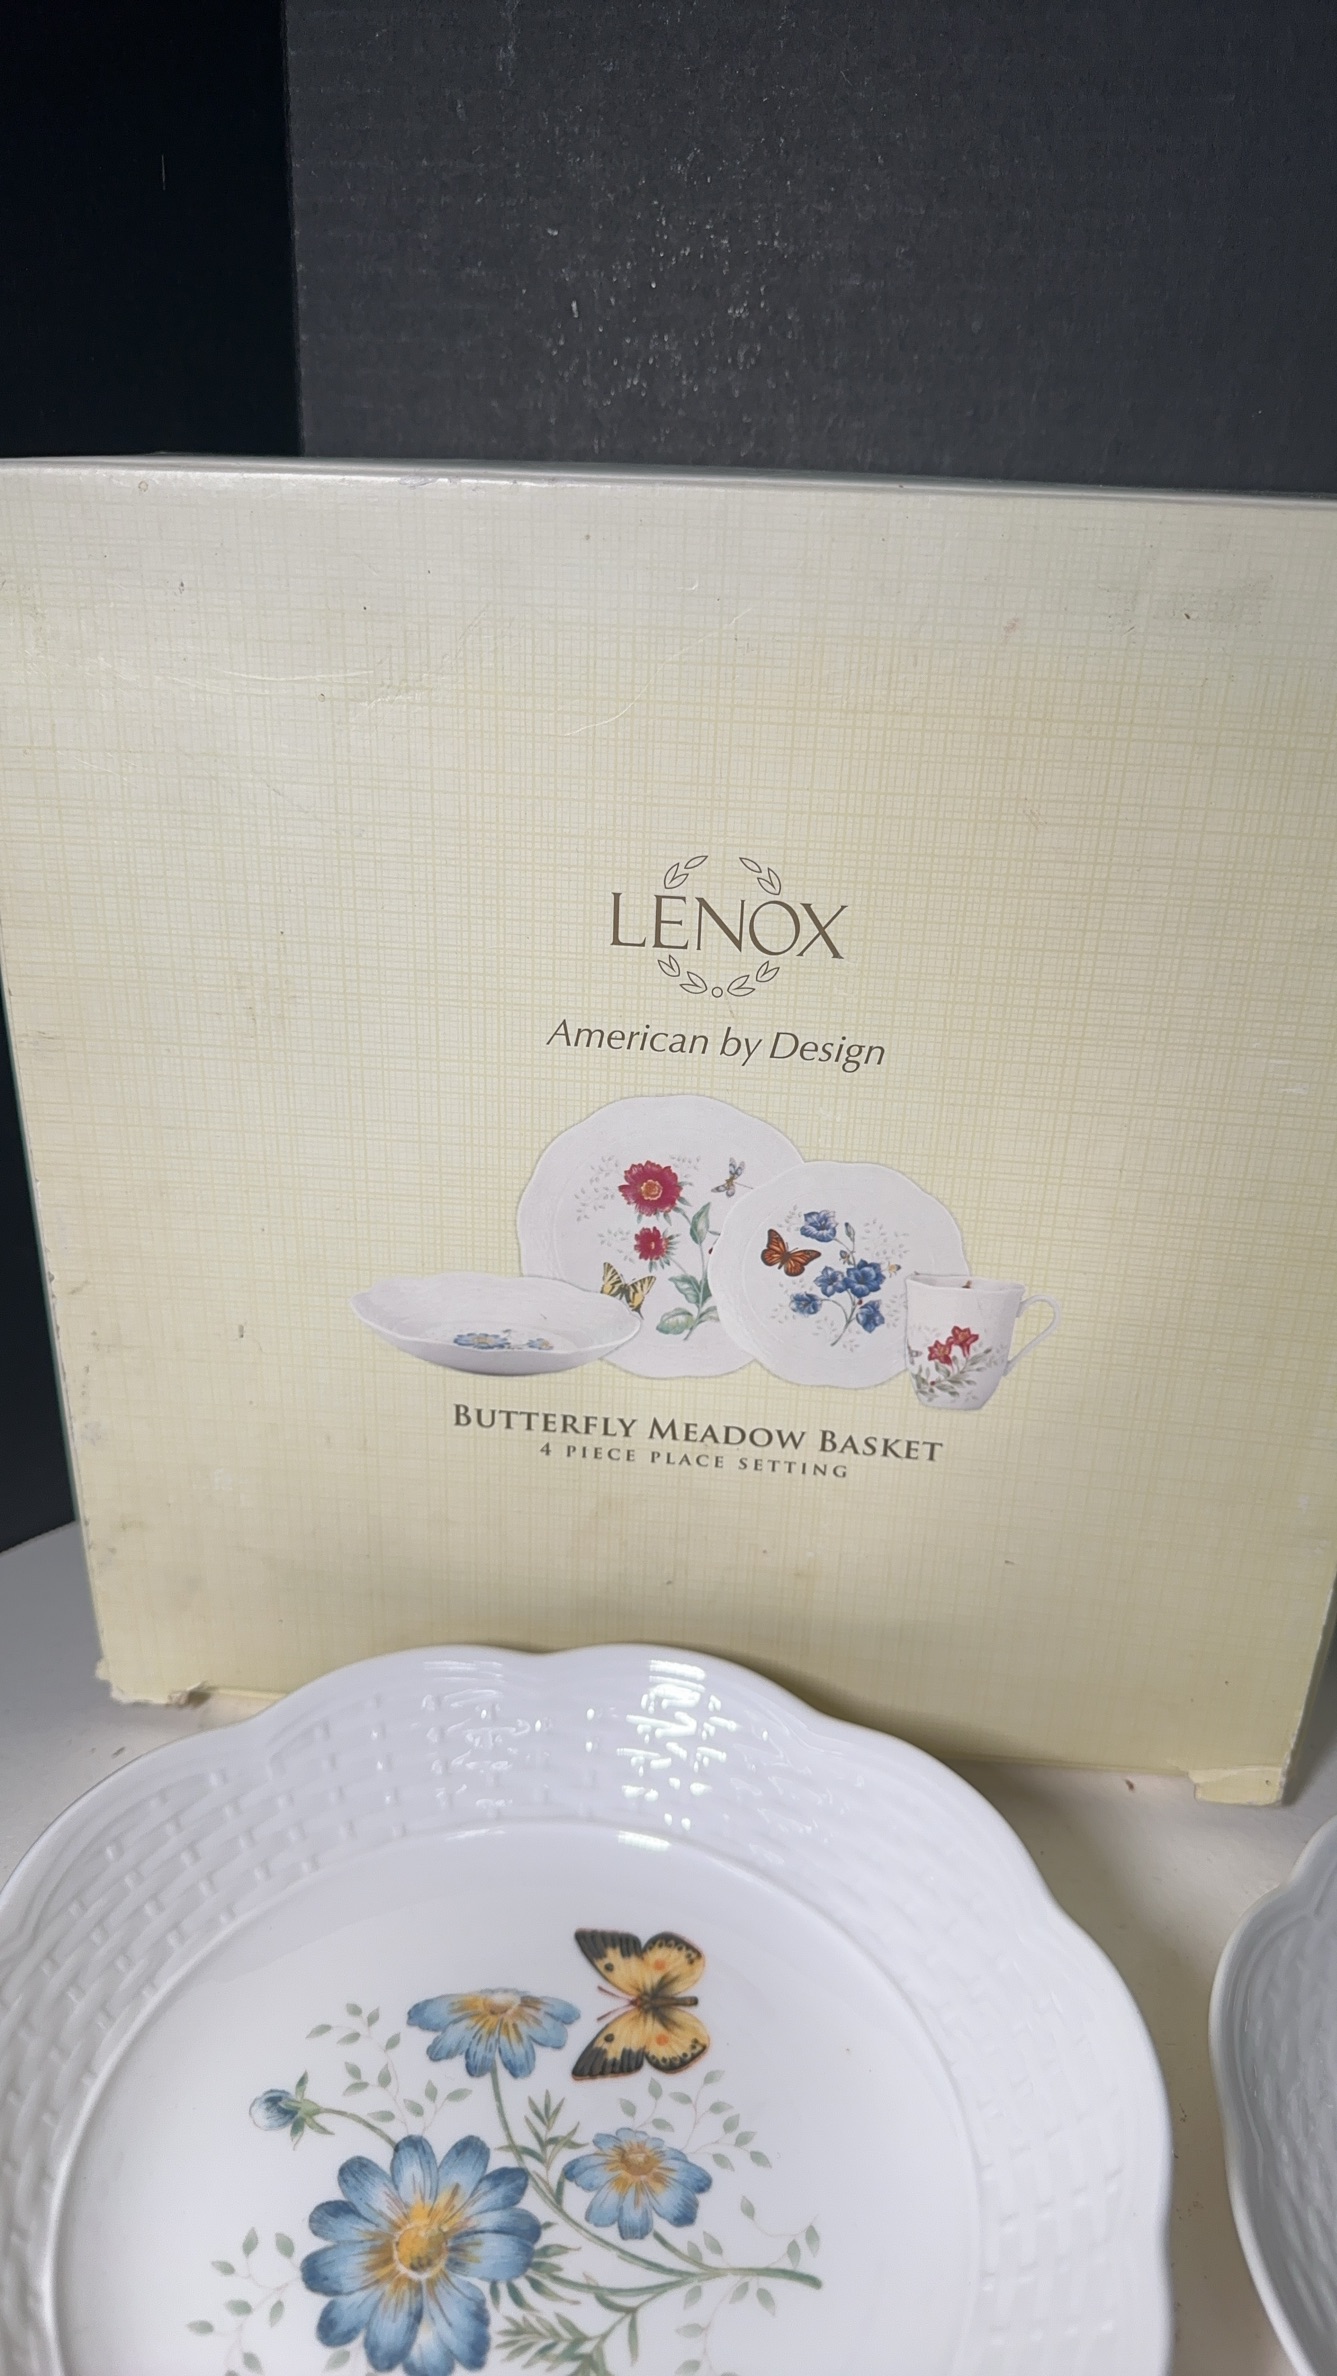 LENOX
American by Design
BUTTERFLY MEADOW BASKET
4 PIECE PLACE SETTING